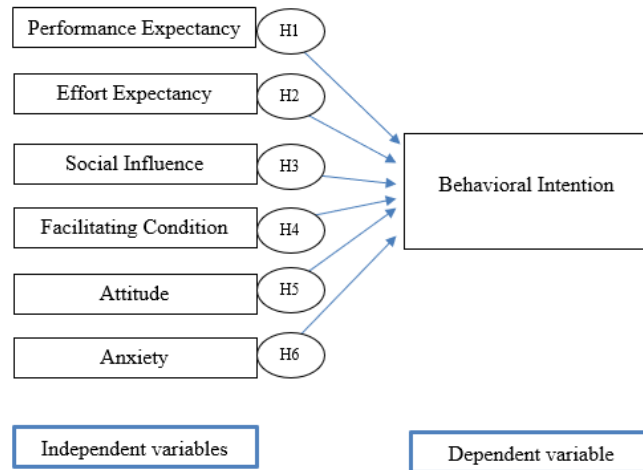 Performance Expectancy
H1
Effort Expectancy
H2
Social Influence
H3
Facilitating Condition
H4
Attitude
H5
Anxiety
H6
Behavioral Intention
Independent variables
Dependent variable